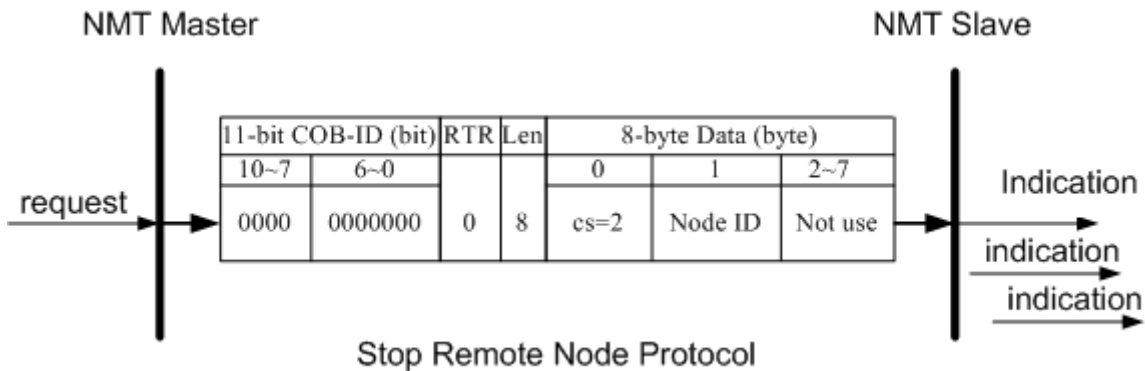 NMT Master
NMT Slave
11-bit COB-ID (bit) RTR Len 8-byte Data (byte)
10~7 6~0 0 1 2~7
request 0000 0000000 0 8 cs=2 Node ID Not use Indication
indication
indication
Stop Remote Node Protocol